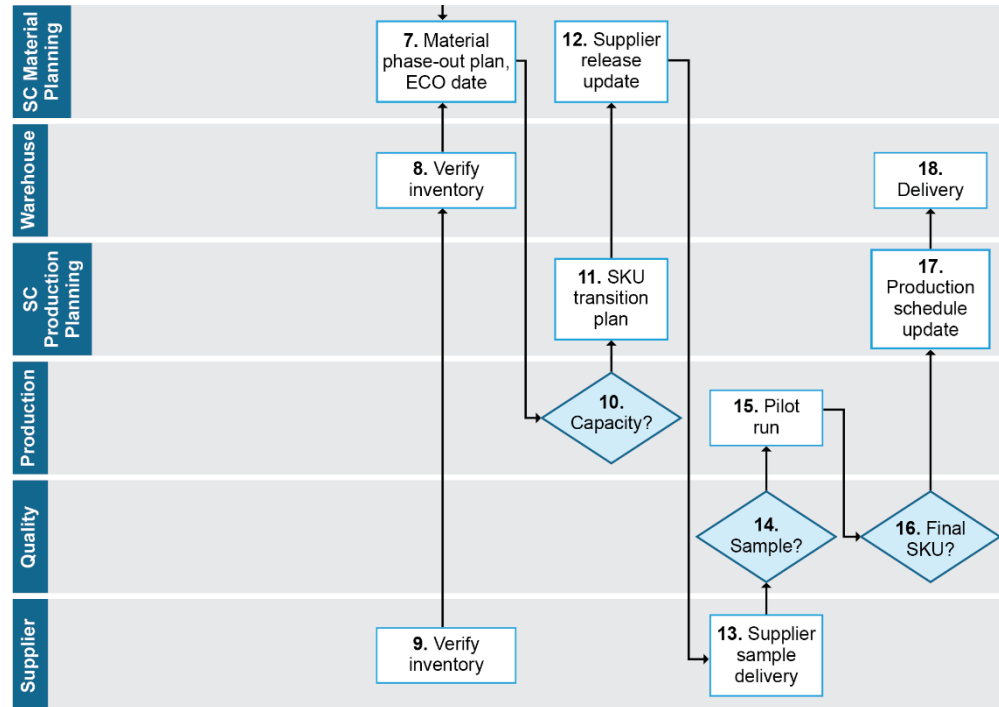 SC Material
Planning
7. Material
phase-out plan,
ECO date
12. Supplier
release
update
Warehouse
8. Verify
inventory
18.
Delivery
SC
Production
Planning
11. SKU
transition
plan
17.
Production
schedule
update
Production
10.
Capacity?
15. Pilot
run
Quality
14.
Sample?
16. Final
SKU?
Supplier
9. Verify
inventory
13. Supplier
sample
delivery